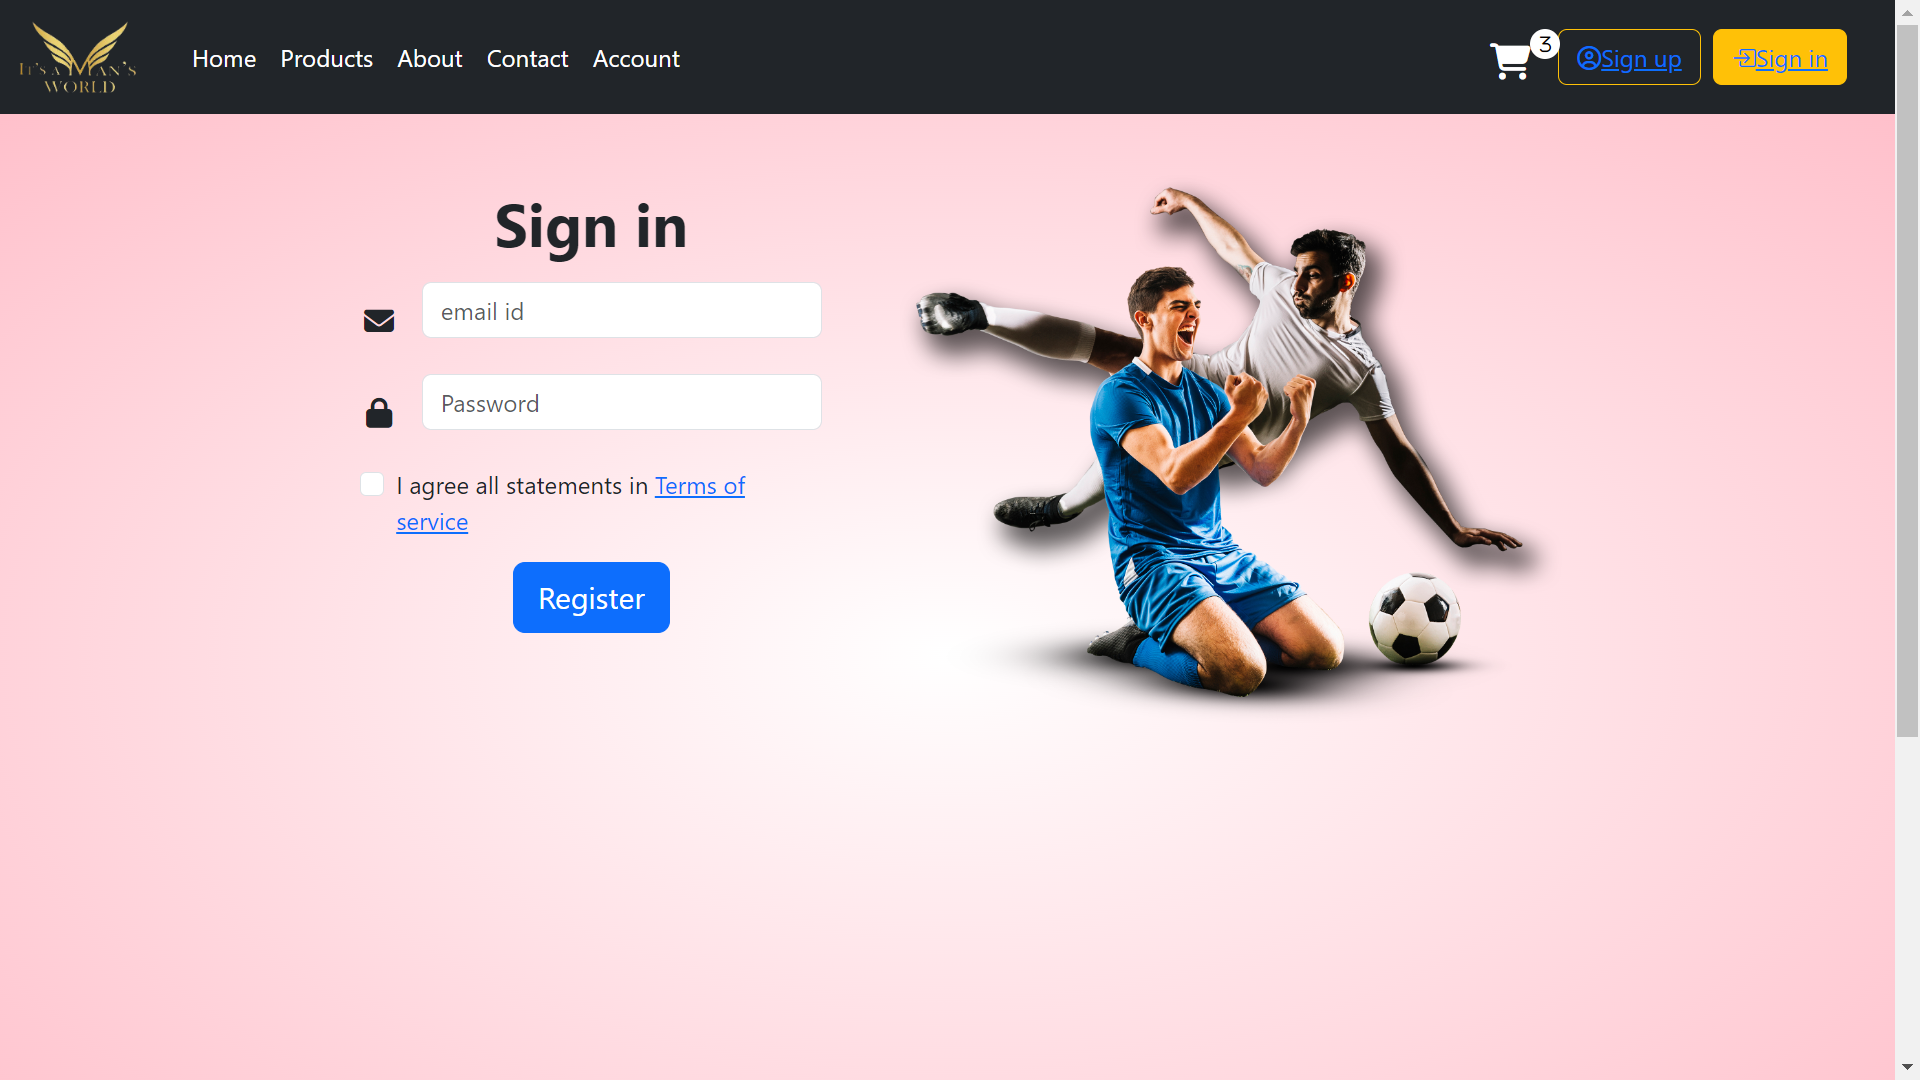 IT'S A MAN'S
WORLD
Home Products About Contact Account
3
Sign up
Sign in
Sign in
email id
Password
I agree all statements in Terms of
service
Register